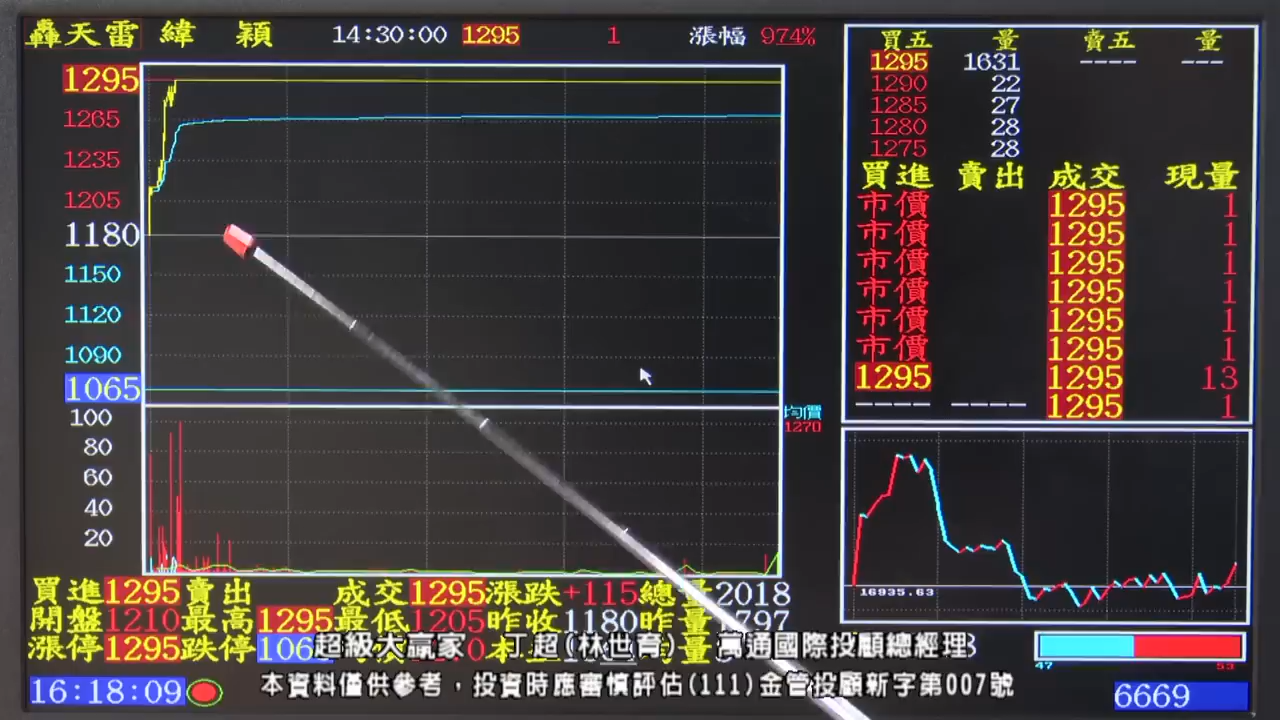 轟天雷 緯 穎 14:30:00 1295 1 漲幅 974%
買五 量 賣五 量
1295 1631 ---- ---
1290 22
1285 27
1280 28
1275 28
買進 賣出 成交 現量
市價 1295 1
市價 1295 1
市價 1295 1
市價 1295 1
市價 1295 1
市價 1295 1
1295 1295 13
---- ---- 1295 1
1295
1265
1235
1205
1180
1150
1120
1090
1065
100
80
60
40
20
均價
1270
16935.63
買進1295賣出 成交1295漲跌+115總量2018
開盤1210最高1295最低1205昨收1180昨量797
漲停1295跌停106
超級大贏家 丁超(林世育) 萬通國際投顧總經理
本資料僅供參考，投資時應審慎評估(111)金管投顧新字第007號
47 53
16:18:09
6669